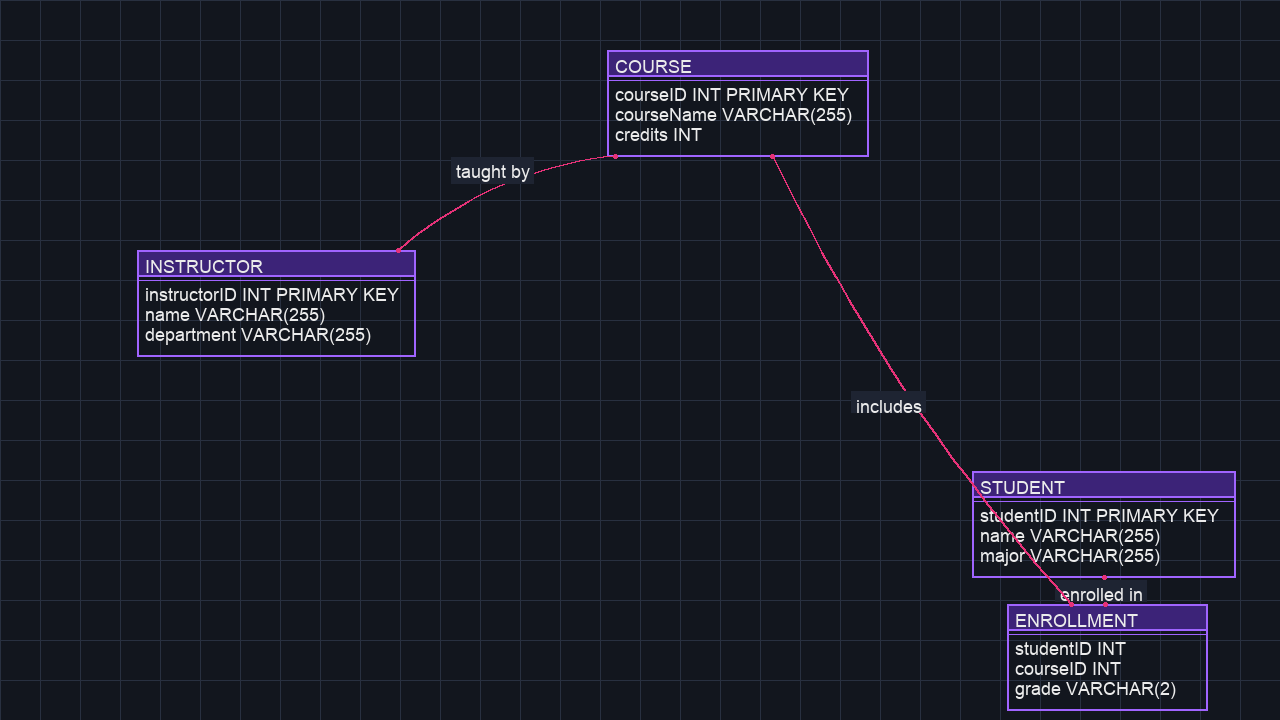 COURSE
courseID INT PRIMARY KEY
courseName VARCHAR(255)
credits INT
taught by
INSTRUCTOR
instructorID INT PRIMARY KEY
name VARCHAR(255)
department VARCHAR(255)
includes
STUDENT
studentID INT PRIMARY KEY
name VARCHAR(255)
major VARCHAR(255)
enrolled in
ENROLLMENT
studentID INT
courseID INT
grade VARCHAR(2)